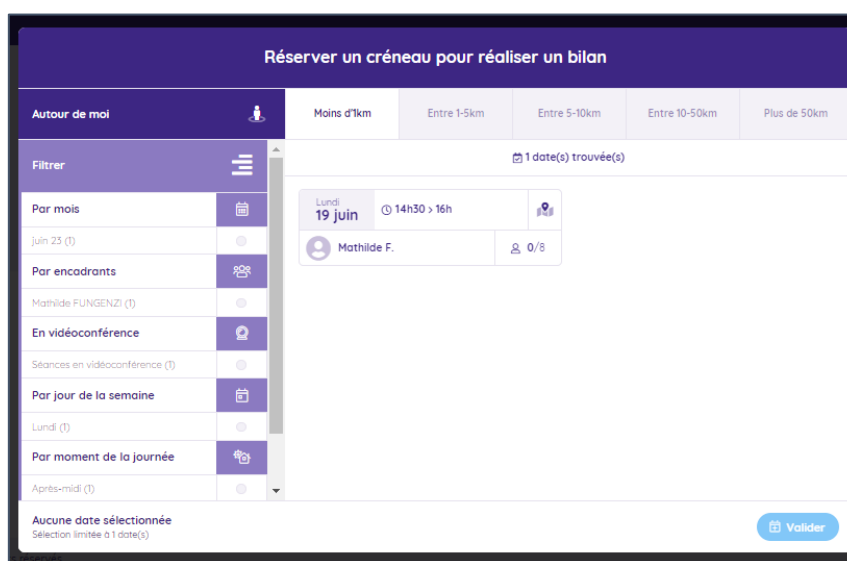 Réserver un créneau pour réaliser un bilan
Autour de moi
Moins d'1km
Entre 1-5km
Entre 5-10km
Entre 10-50km
Plus de 50km
Filtrer
1 date(s) trouvée(s)
Par mois
Juin 23 (1)
Par encadrants
Mathilde FUNGENZI (1)
En vidéoconférence
Séances en vidéoconférence (1)
Par jour de la semaine
Lundi (1)
Par moment de la journée
Après-midi (1)
Lundi
19 juin
14h30 > 16h
Mathilde F.
0/8
Aucune date sélectionnée
Sélection limitée à 1 date(s)
Valider